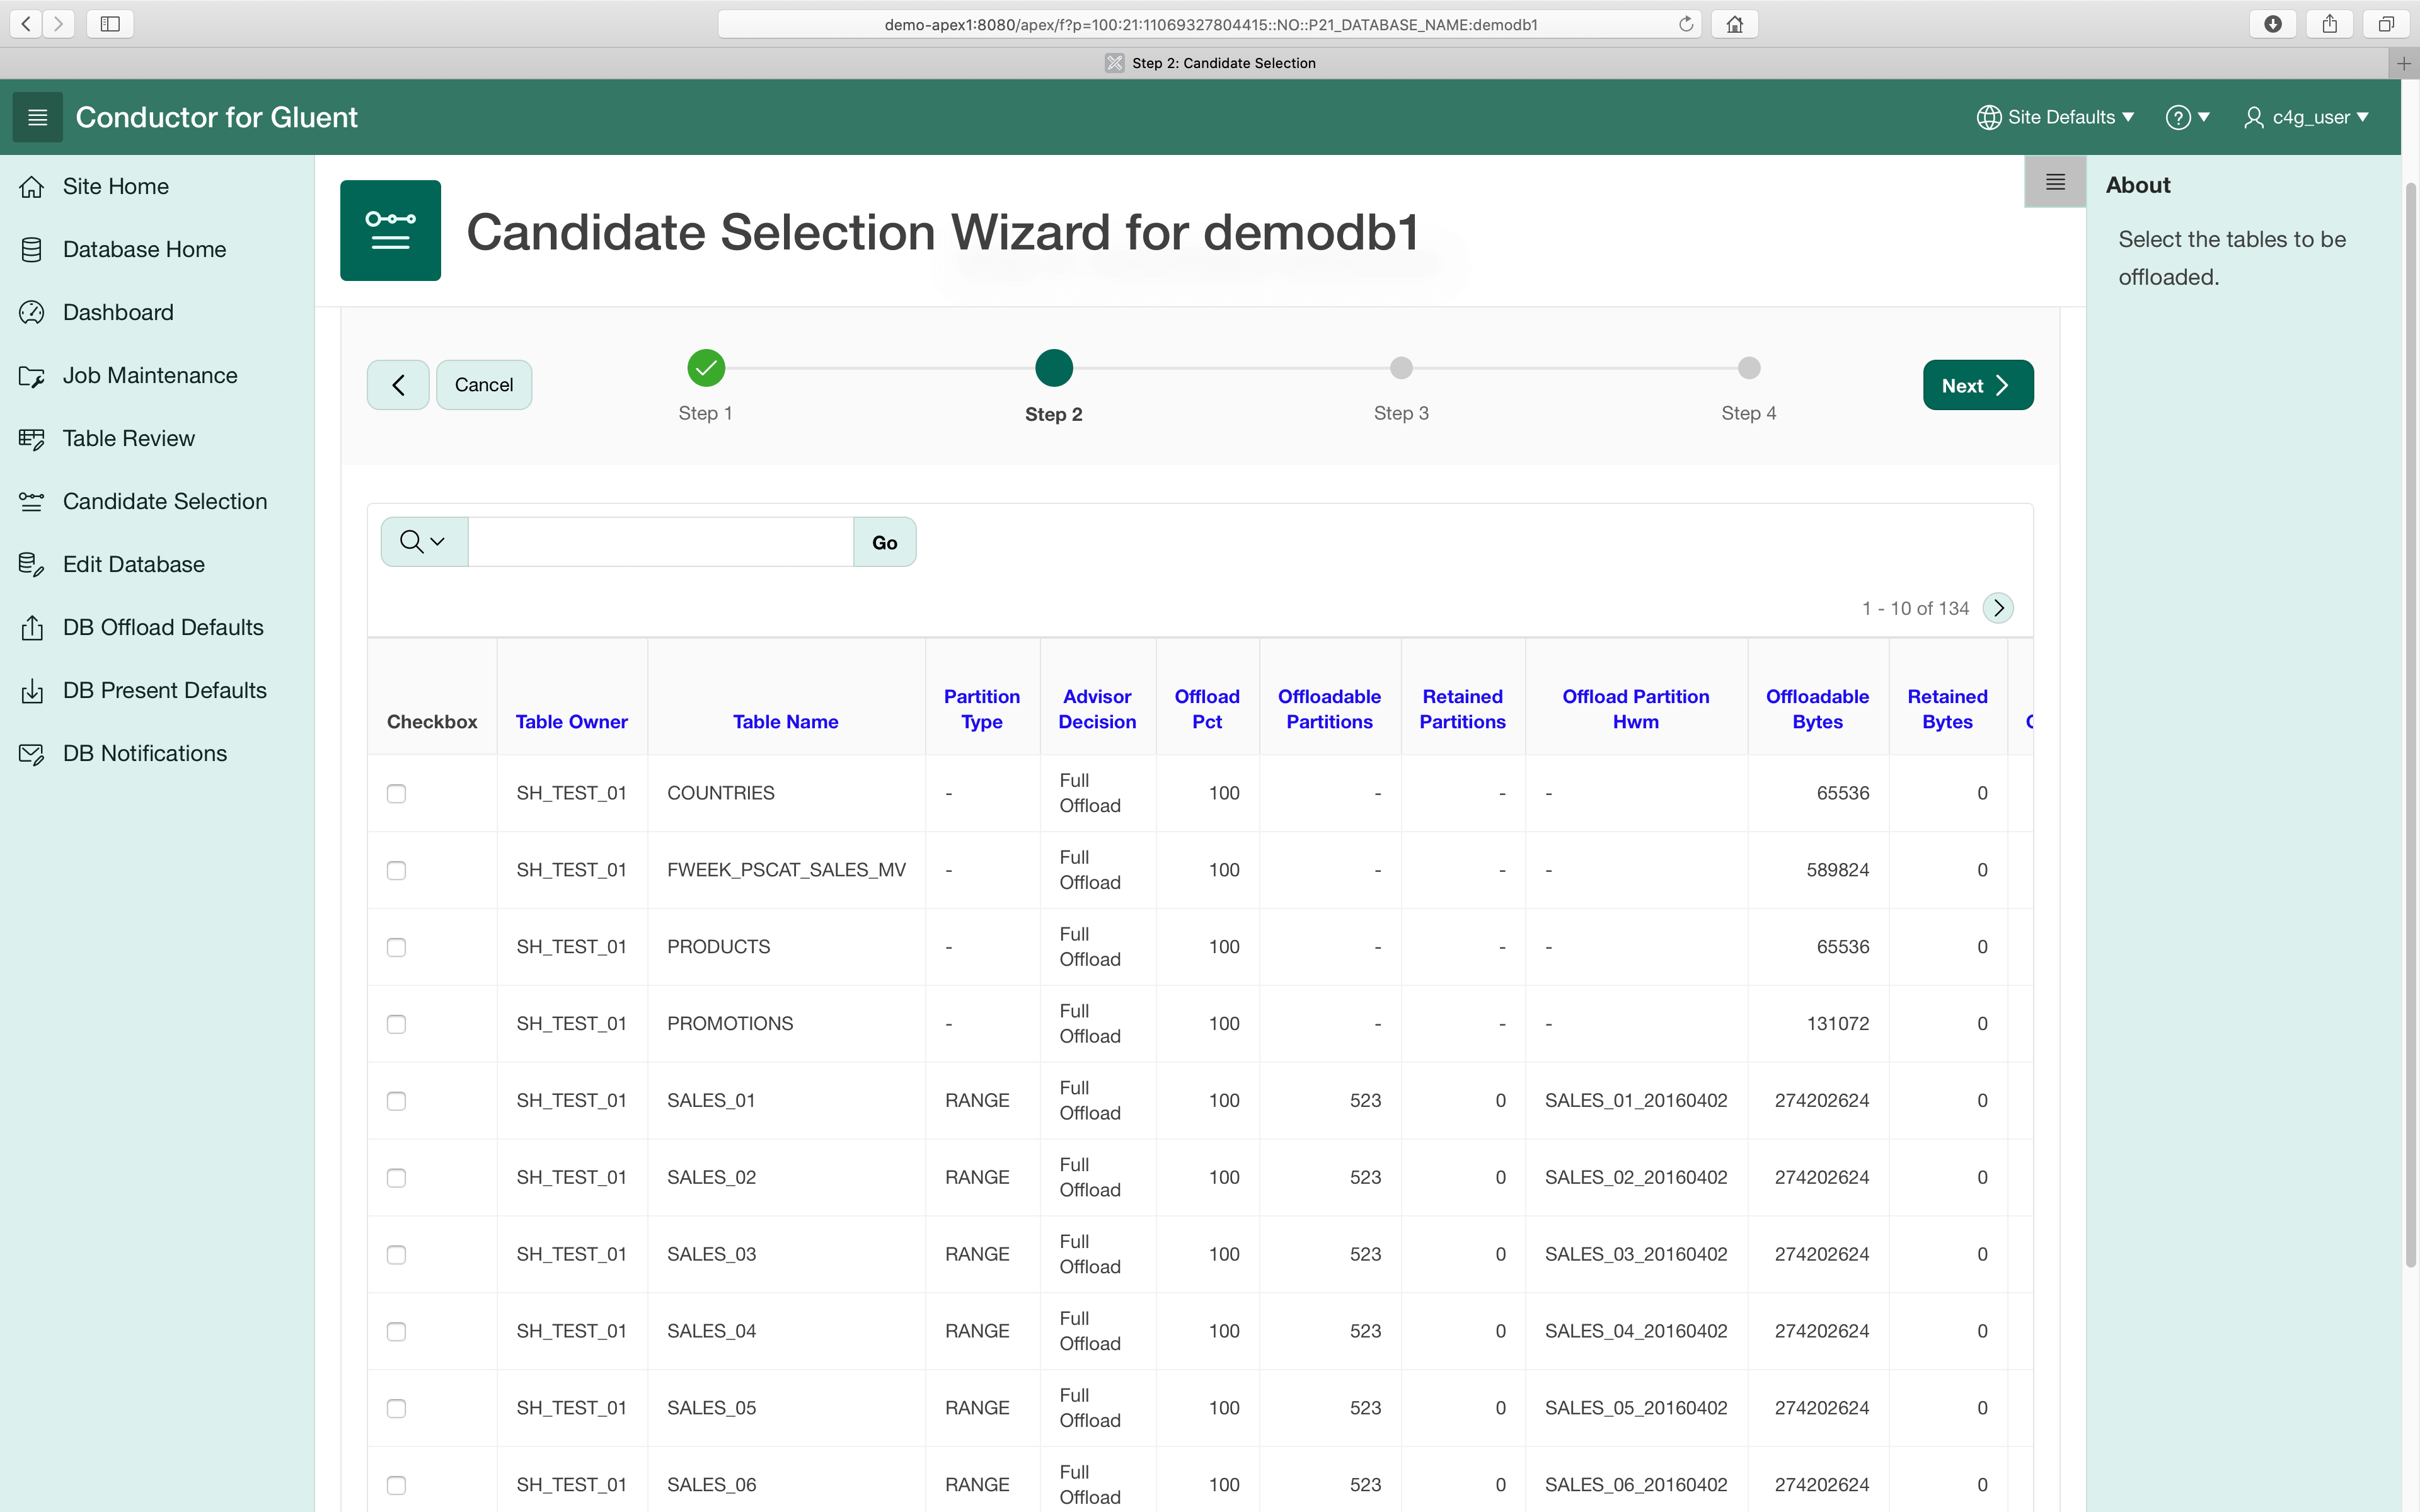 demo-apex1:8080/apex/f?p=100:21:11069327804415::NO::P21_DATABASE_NAME:demodb1
Step 2: Candidate Selection
Conductor for Gluent
Site Defaults
?
c4g_user
Site Home
Database Home
Dashboard
Job Maintenance
Table Review
Candidate Selection
Edit Database
DB Offload Defaults
DB Present Defaults
DB Notifications
Candidate Selection Wizard for demodb1
About
Select the tables to be
offloaded.
Cancel
Step 1
Step 2
Step 3
Step 4
Next
Go
1 - 10 of 134
Checkbox Table Owner Table Name Partition Type Advisor Decision Offload Pct Offloadable Partitions Retained Partitions Offload Partition Hwm Offloadable Bytes Retained Bytes
SH_TEST_01 COUNTRIES - Full Offload 100 - - - 65536 0
SH_TEST_01 FWEEK_PSCAT_SALES_MV - Full Offload 100 - - - 589824 0
SH_TEST_01 PRODUCTS - Full Offload 100 - - - 65536 0
SH_TEST_01 PROMOTIONS - Full Offload 100 - - - 131072 0
SH_TEST_01 SALES_01 RANGE Full Offload 100 523 0 SALES_01_20160402 274202624 0
SH_TEST_01 SALES_02 RANGE Full Offload 100 523 0 SALES_02_20160402 274202624 0
SH_TEST_01 SALES_03 RANGE Full Offload 100 523 0 SALES_03_20160402 274202624 0
SH_TEST_01 SALES_04 RANGE Full Offload 100 523 0 SALES_04_20160402 274202624 0
SH_TEST_01 SALES_05 RANGE Full Offload 100 523 0 SALES_05_20160402 274202624 0
SH_TEST_01 SALES_06 RANGE Full Offload 100 523 0 SALES_06_20160402 274202624 0